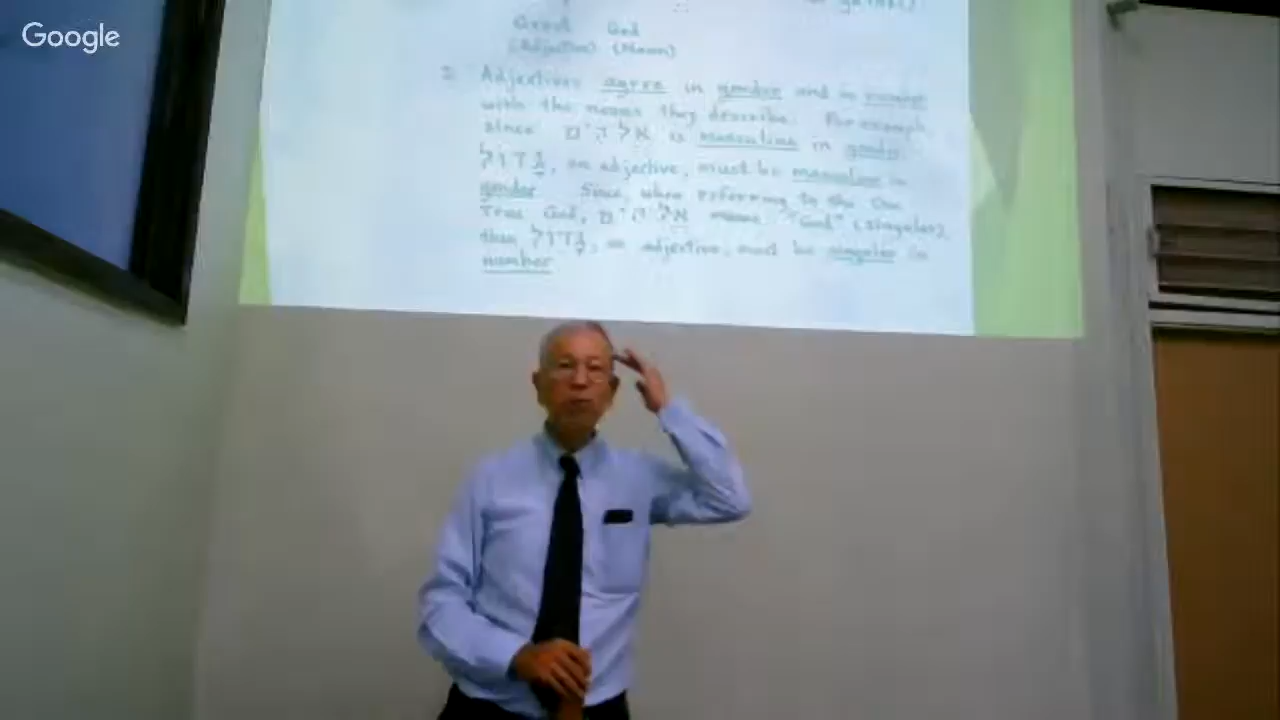 Google
Great God
(Adjective) (Noun)
2. Adjectives agree in gender and in number
with the nouns they describe. For example,
since אלהים is masculine in gender
גדול, an adjective, must be masculine in
gender. Since, when referring to the One
True God, אלהים means "God" (singular),
then גדול, an adjective, must be singular in
number